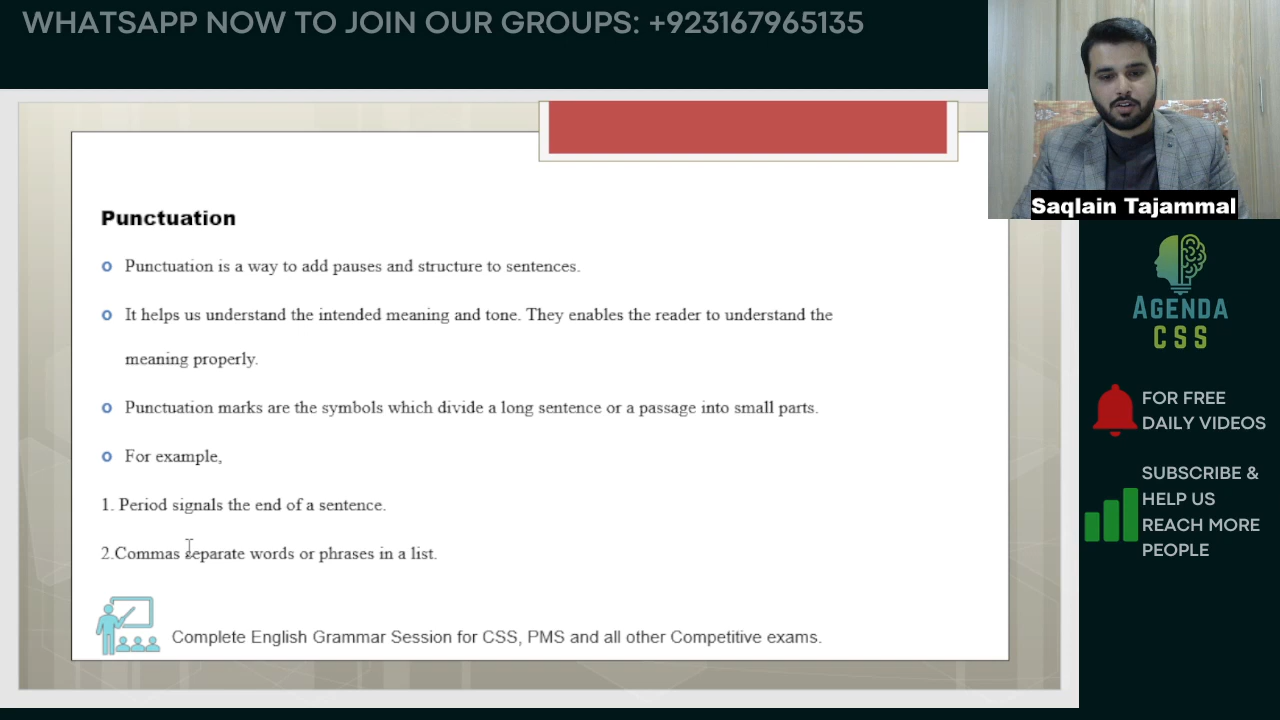 WHATSAPP NOW TO JOIN OUR GROUPS: +923167965135
Saqlain Tajammal
Punctuation
Punctuation is a way to add pauses and structure to sentences.
It helps us understand the intended meaning and tone. They enables the reader to understand the
meaning properly.
Punctuation marks are the symbols which divide a long sentence or a passage into small parts.
For example,
1. Period signals the end of a sentence.
2.Commas separate words or phrases in a list.
Complete English Grammar Session for CSS, PMS and all other Competitive exams.
AGENDA
CSS
FOR FREE
DAILY VIDEOS
SUBSCRIBE &
HELP US
REACH MORE
PEOPLE